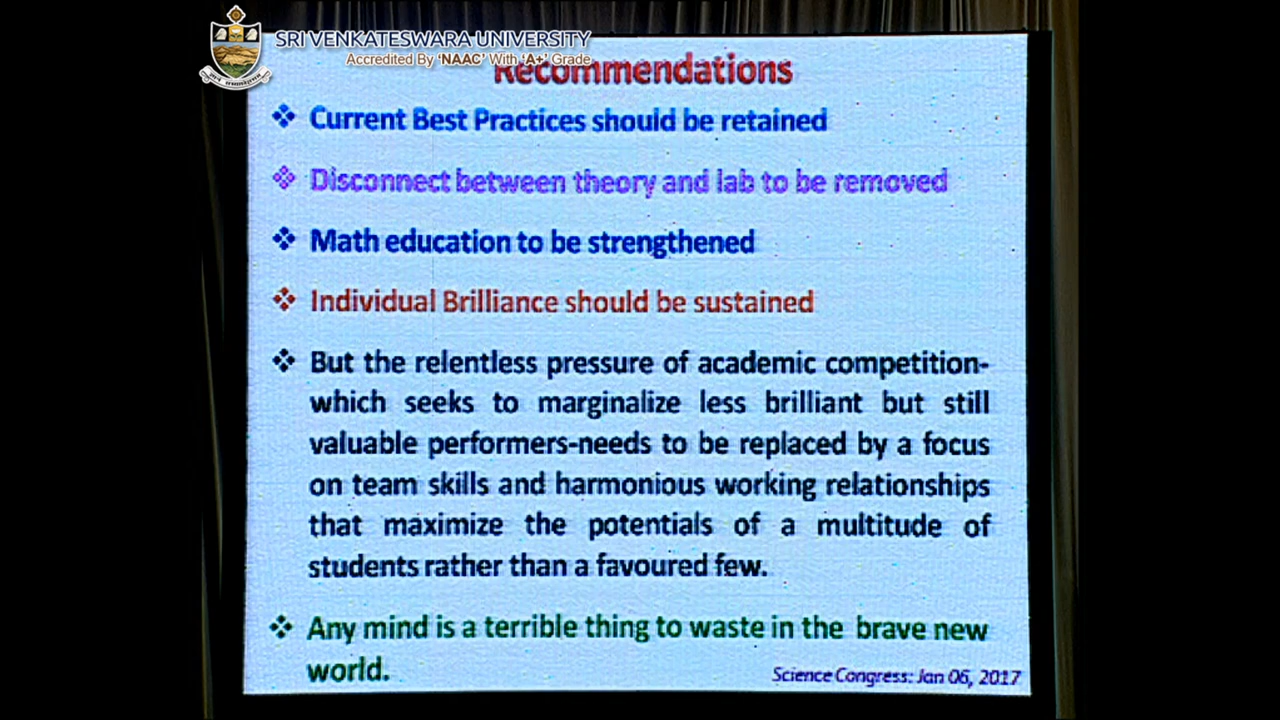 SRI VENKATESWARA UNIVERSITY
Accredited By 'NAAC' With 'A+' Grade
Recommendations
❖ Current Best Practices should be retained
❖ Disconnect between theory and lab to be removed
❖ Math education to be strengthened
❖ Individual Brilliance should be sustained
❖ But the relentless pressure of academic competition-
which seeks to marginalize less brilliant but still
valuable performers-needs to be replaced by a focus
on team skills and harmonious working relationships
that maximize the potentials of a multitude of
students rather than a favoured few.
❖ Any mind is a terrible thing to waste in the brave new
world.
Science Congress: Jan 06, 2017